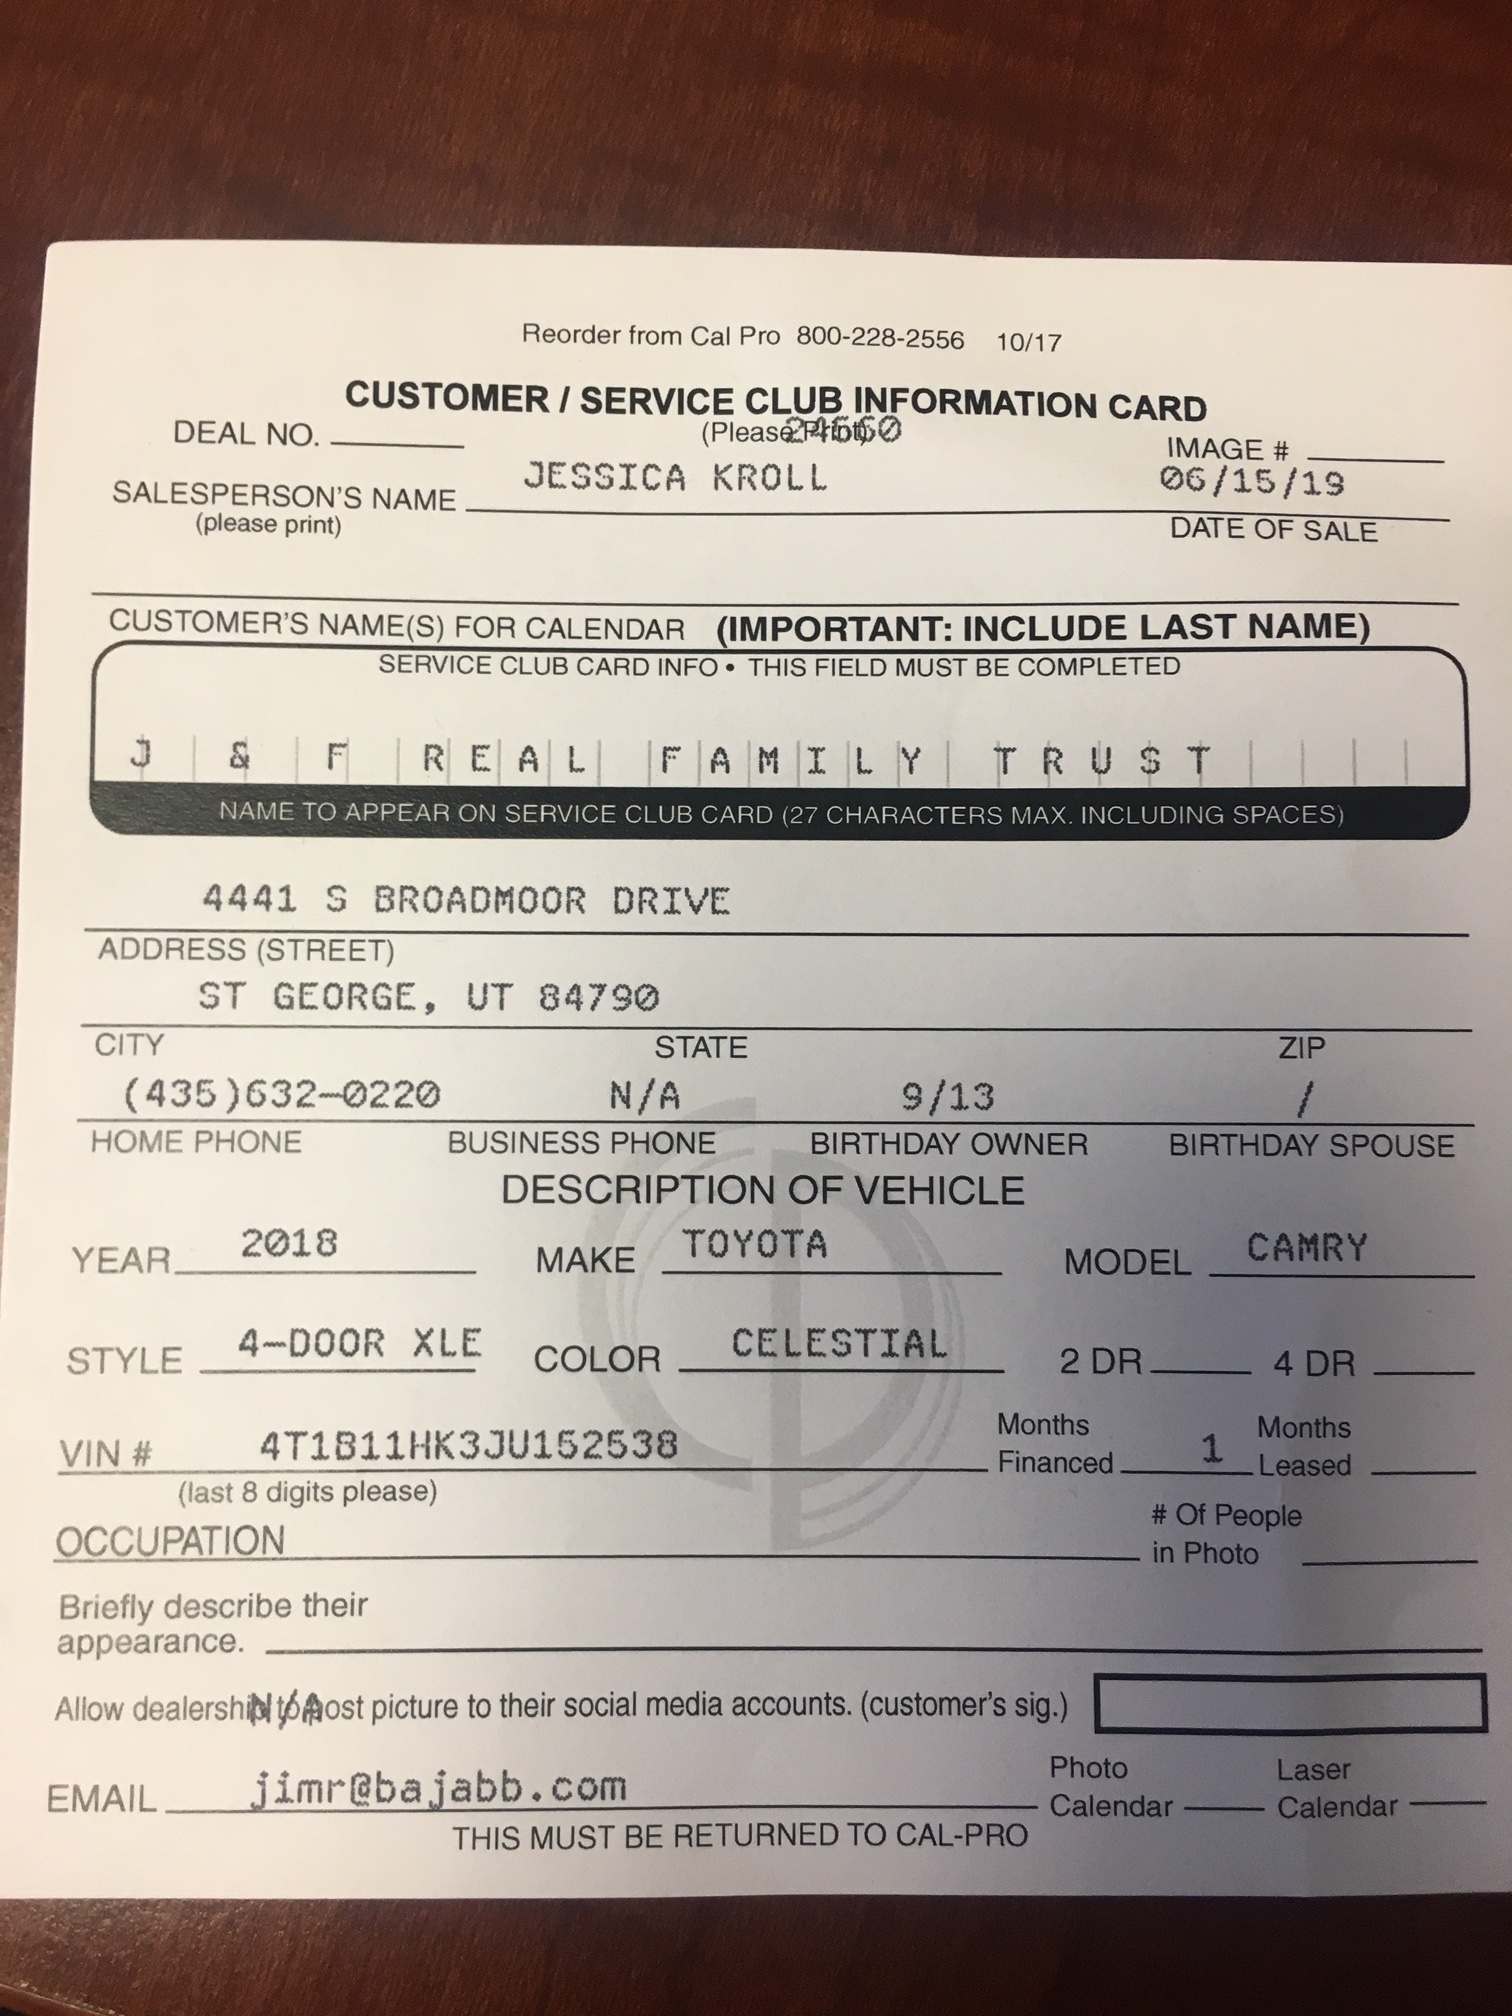 Reorder from Cal Pro 800-228-2556 10/17
CUSTOMER / SERVICE CLUB INFORMATION CARD
DEAL NO. (Please Print) IMAGE #
SALESPERSON'S NAME JESSICA KROLL 06/15/19
(please print) DATE OF SALE
CUSTOMER'S NAME(S) FOR CALENDAR (IMPORTANT: INCLUDE LAST NAME)
SERVICE CLUB CARD INFO • THIS FIELD MUST BE COMPLETED
J & F REAL FAMILY TRUST
NAME TO APPEAR ON SERVICE CLUB CARD (27 CHARACTERS MAX. INCLUDING SPACES)
4441 S BROADMOOR DRIVE
ADDRESS (STREET)
ST GEORGE, UT 84790
CITY STATE ZIP
(435)632-0220 N/A 9/13 /
HOME PHONE BUSINESS PHONE BIRTHDAY OWNER BIRTHDAY SPOUSE
DESCRIPTION OF VEHICLE
YEAR 2018 MAKE TOYOTA MODEL CAMRY
STYLE 4-DOOR XLE COLOR CELESTIAL 2 DR 4 DR
VIN # 4T1B11HK3JU152538 Months Financed 1 Months Leased
(last 8 digits please)
OCCUPATION # Of People in Photo
Briefly describe their
appearance.
Allow dealership to post picture to their social media accounts. (customer's sig.)
N/A
EMAIL jimr@bajabb.com Photo Calendar Laser Calendar
THIS MUST BE RETURNED TO CAL-PRO